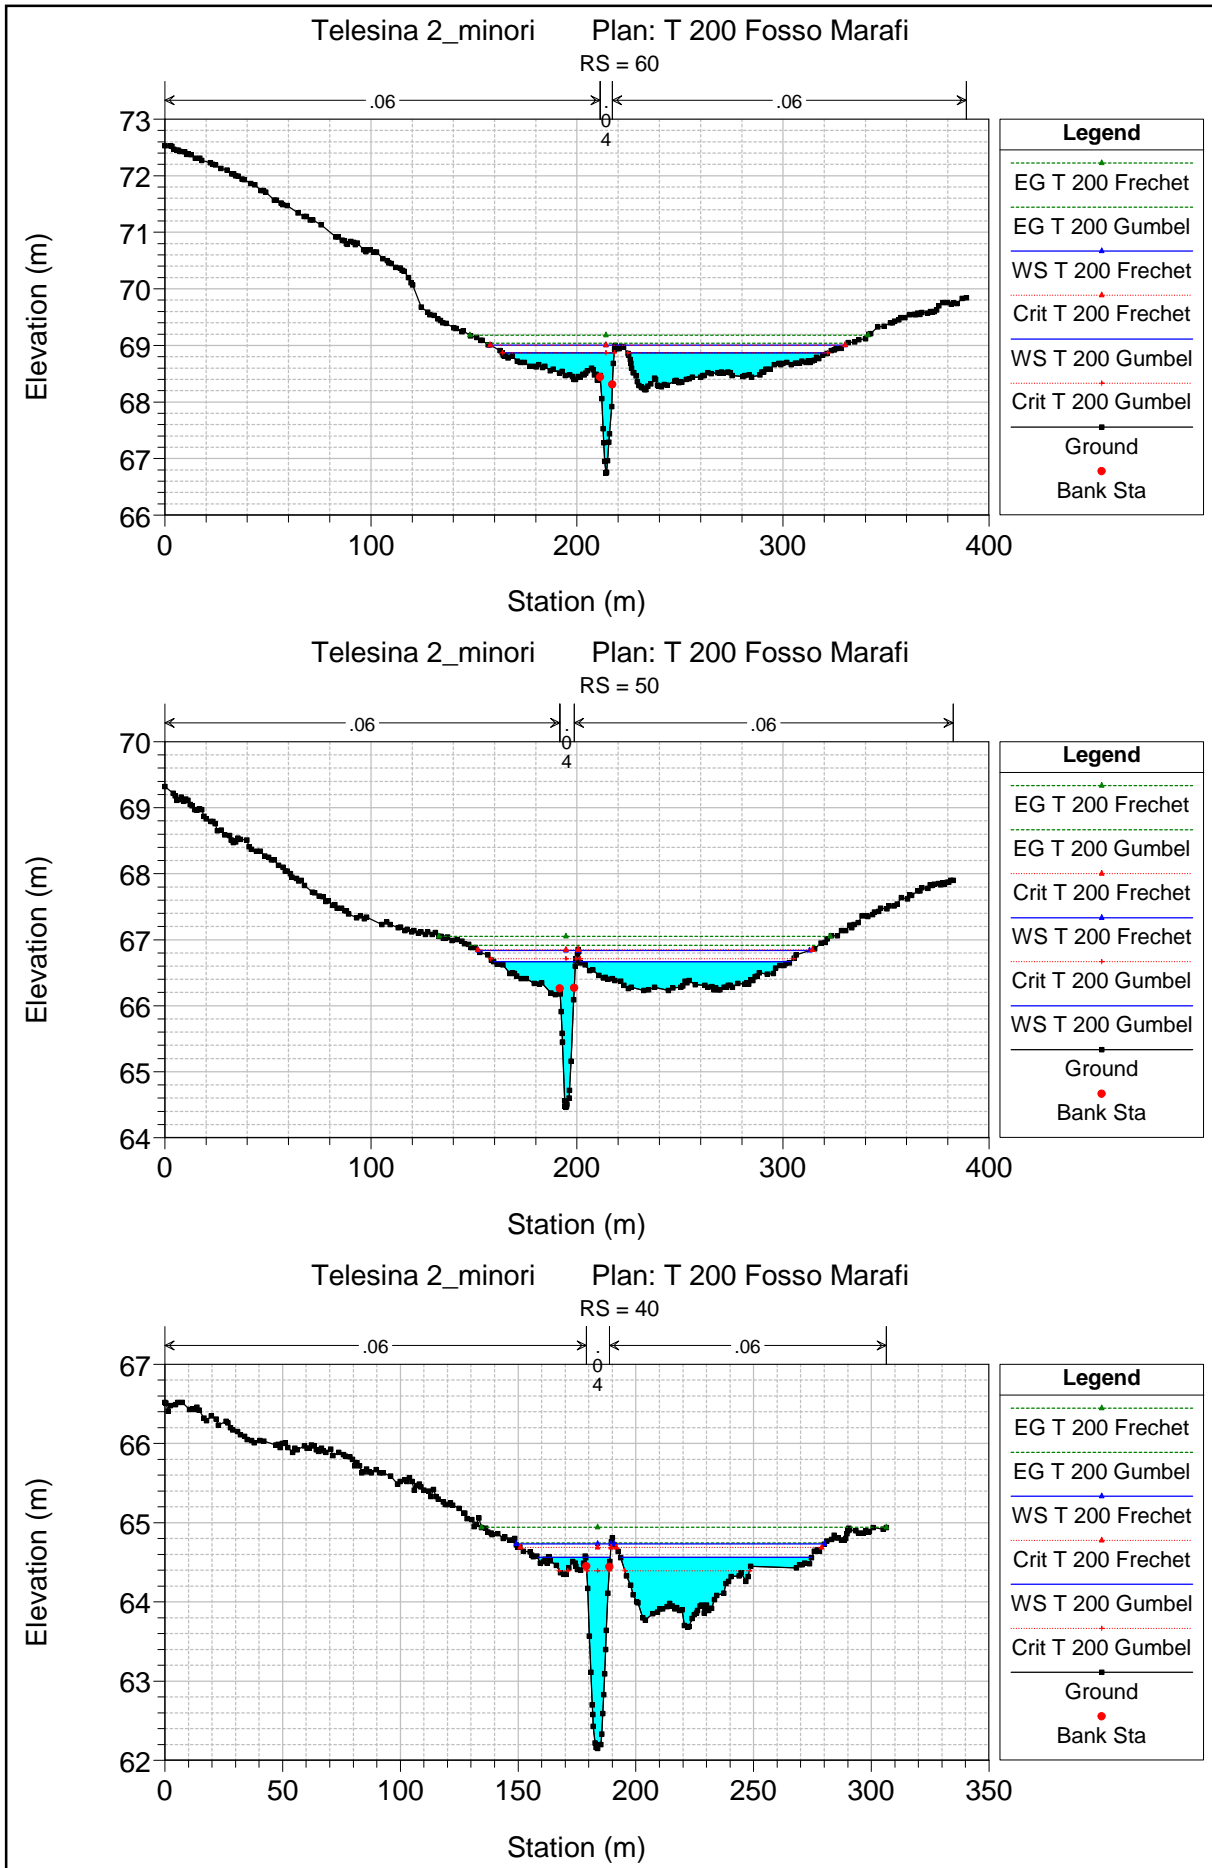 Telesina 2_minori Plan: T 200 Fosso Marafi
RS = 60
.06
.04
.06
Elevation (m)
73
72
71
70
69
68
67
66
0 100 200 300 400
Station (m)
Legend
EG T 200 Frechet
EG T 200 Gumbel
WS T 200 Frechet
Crit T 200 Frechet
WS T 200 Gumbel
Crit T 200 Gumbel
Ground
Bank Sta
Telesina 2_minori Plan: T 200 Fosso Marafi
RS = 50
.06
.04
.06
Elevation (m)
70
69
68
67
66
65
64
0 100 200 300 400
Station (m)
Legend
EG T 200 Frechet
EG T 200 Gumbel
Crit T 200 Frechet
WS T 200 Frechet
Crit T 200 Gumbel
WS T 200 Gumbel
Ground
Bank Sta
Telesina 2_minori Plan: T 200 Fosso Marafi
RS = 40
.06
.04
.06
Elevation (m)
67
66
65
64
63
62
0 50 100 150 200 250 300 350
Station (m)
Legend
EG T 200 Frechet
EG T 200 Gumbel
WS T 200 Frechet
Crit T 200 Frechet
WS T 200 Gumbel
Crit T 200 Gumbel
Ground
Bank Sta